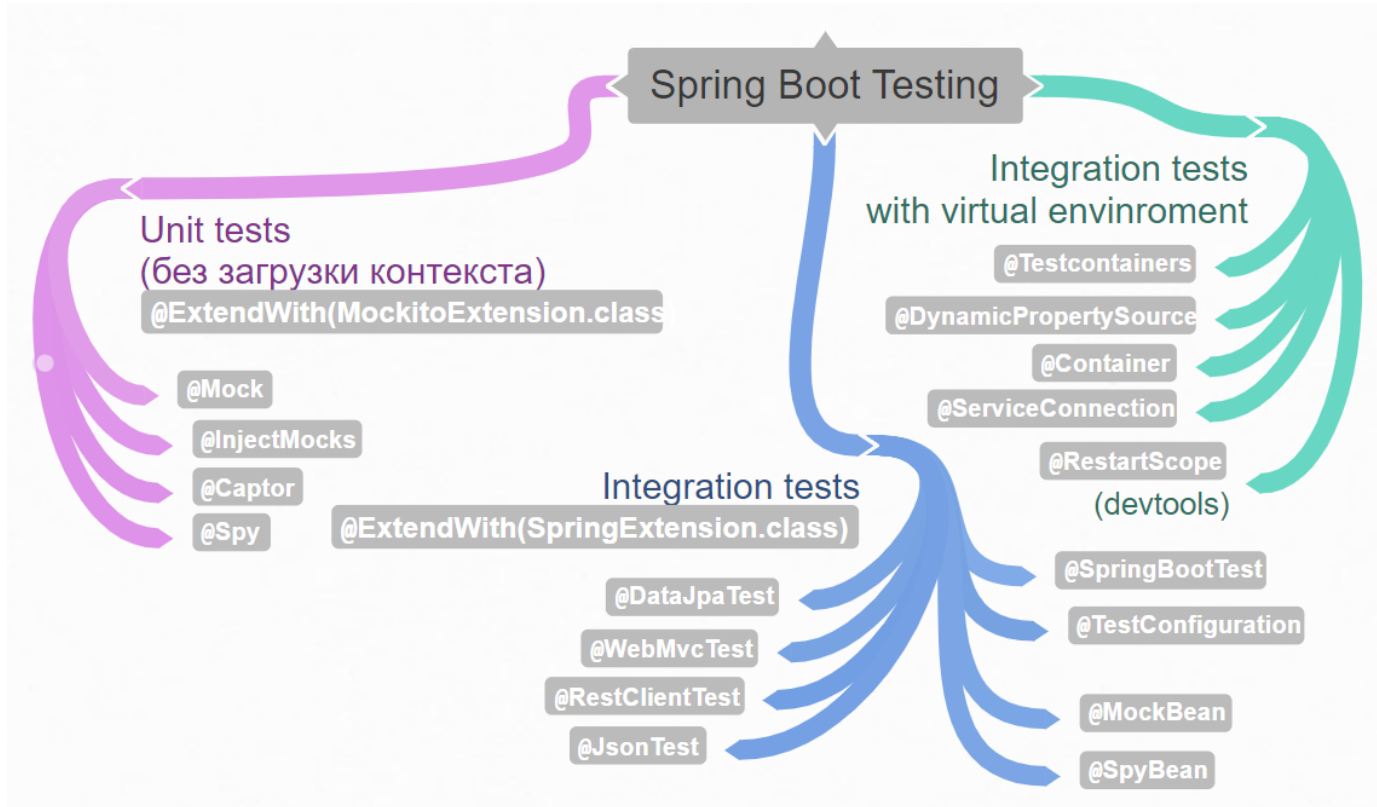 Spring Boot Testing
Unit tests
(без загрузки контекста)
@ExtendWith(MockitoExtension.class)
@Mock
@InjectMocks
@Captor
@Spy
Integration tests
@ExtendWith(SpringExtension.class)
@DataJpaTest
@WebMvcTest
@RestClientTest
@JsonTest
@SpringBootTest
@TestConfiguration
@MockBean
@SpyBean
Integration tests
with virtual envinroment
@Testcontainers
@DynamicPropertySource
@Container
@ServiceConnection
@RestartScope
(devtools)